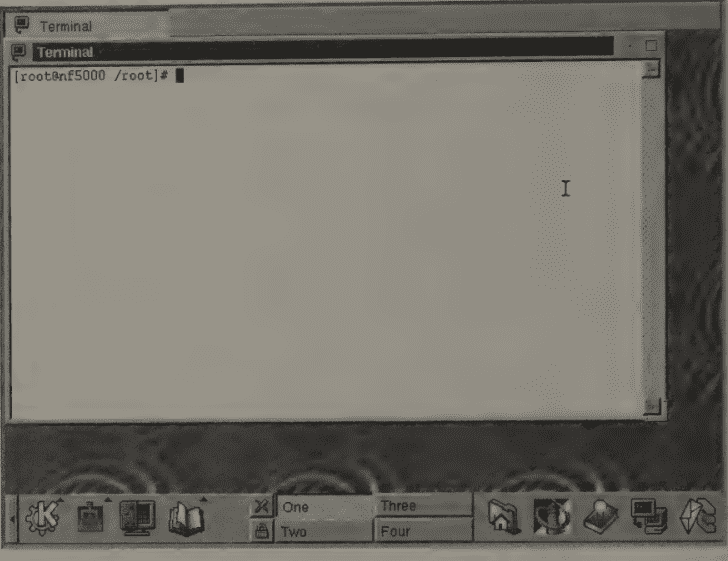 Terminal
Terminal
[root@nf5000 /root]#
One
Three
Two
Four